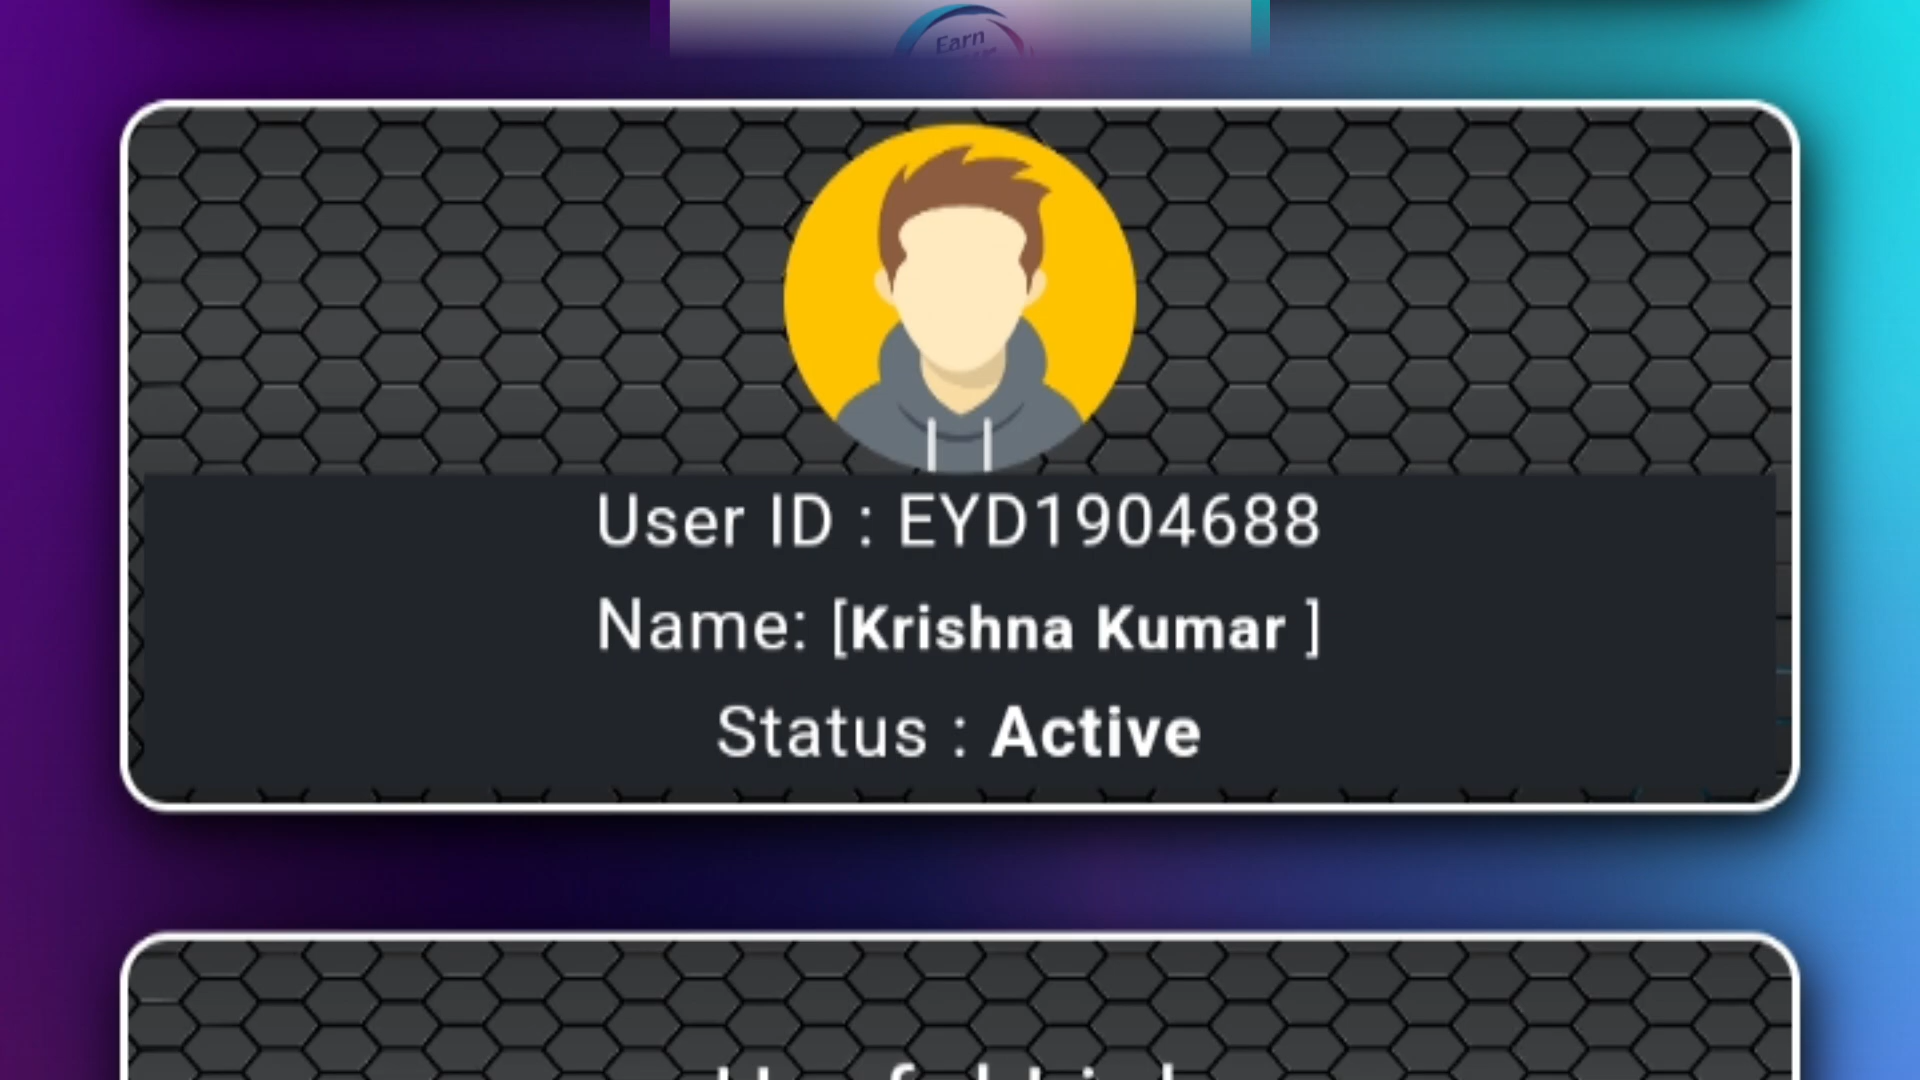 Earn
User ID : EYD1904688
Name: [Krishna Kumar ]
Status : Active